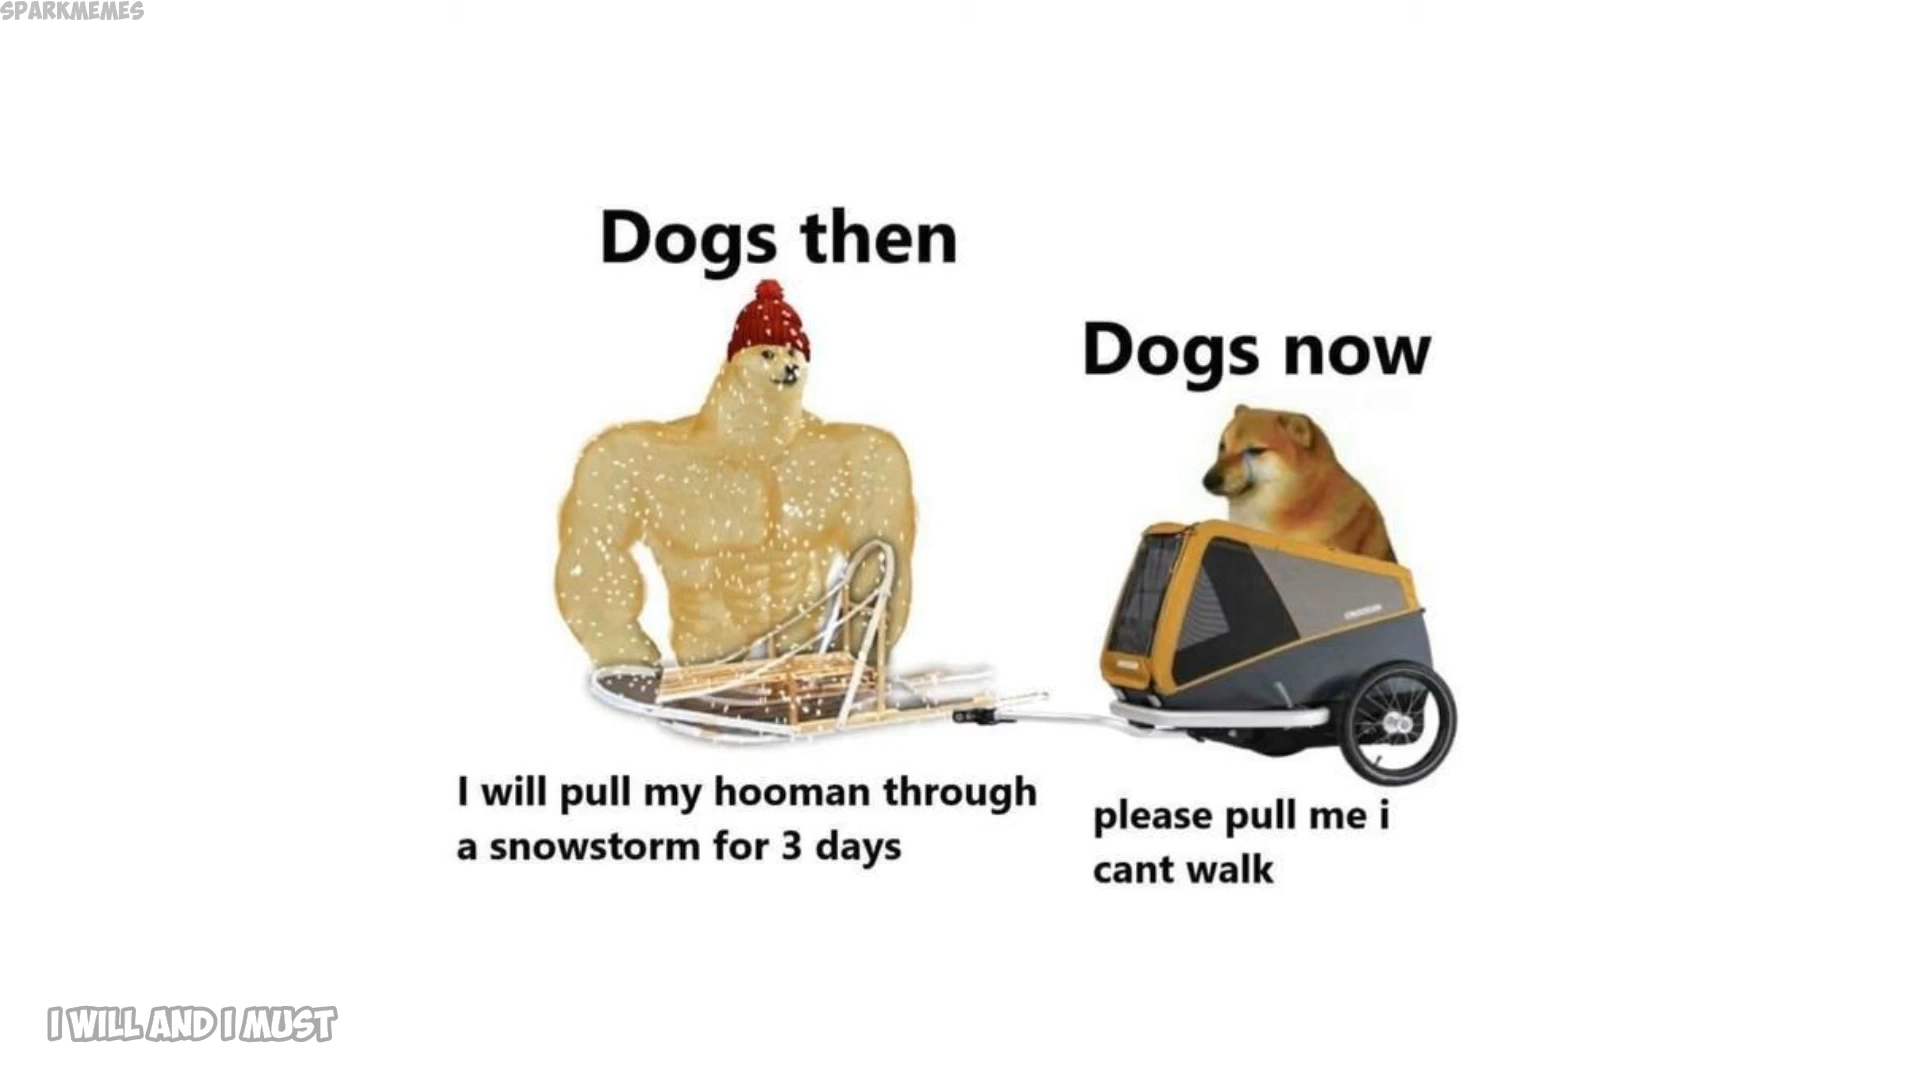 SPARKMEMES
Dogs then
Dogs now
I will pull my hooman through
a snowstorm for 3 days
please pull me i
cant walk
I WILL AND I MUST